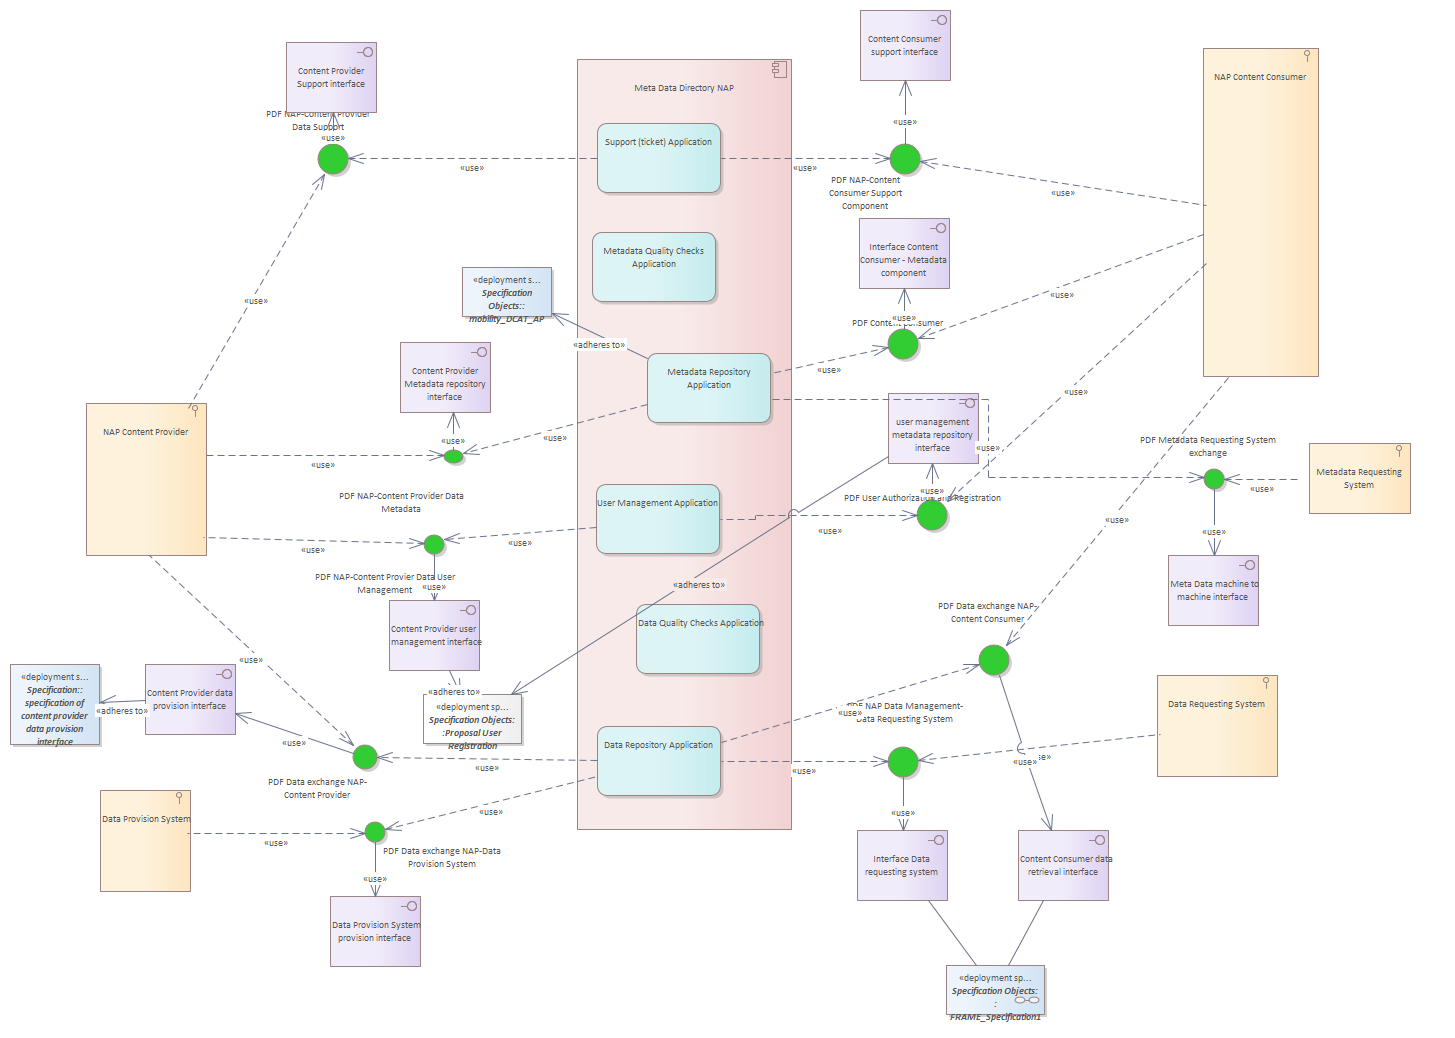 Content Provider
Support interface
PDF NAP-Content Provider
Data Support
«use»
«use»
«use»
Meta Data Directory NAP
Support (ticket) Application
Metadata Quality Checks
Application
Metadata Repository
Application
User Management Application
Data Quality Checks Application
Data Repository Application
Content Consumer
support interface
«use»
«use»
PDF NAP-Content
Consumer Support
Component
«use»
NAP Content Consumer
Interface Content
Consumer - Metadata
component
«use»
PDF Content Consumer
«use»
«use»
«use»
«deployment s...
Specification
Objects::
mobility_DCAT_AP
«adheres to»
Content Provider
Metadata repository
interface
«use»
«use»
NAP Content Provider
«use»
PDF NAP-Content Provider Data
Metadata
user management
metadata repository
interface
«use»
«use»
PDF User Authorization and Registration
«use»
PDF Metadata Requesting System
exchange
«use»
Metadata Requesting
System
«use»
«use»
Meta Data machine to
machine interface
«use»
«use»
PDF NAP-Content Provier Data User
Management
«use»
Content Provider user
management interface
«adheres to»
«adheres to»
«deployment sp...
Specification Objects:
:Proposal User
Registration
«use»
«deployment s...
Specification::
specification of
content provider
data provision
interface
«adheres to»
Content Provider data
provision interface
«use»
«use»
PDF Data exchange NAP-
Content Provider
PDF Data exchange NAP-
Content Consumer
«use»
PDF NAP Data Management-
Data Requesting System
Data Requesting System
«use»
«use»
«use»
Data Provision System
«use»
«use»
PDF Data exchange NAP-Data
Provision System
«use»
Data Provision System
provision interface
«use»
Interface Data
requesting system
Content Consumer data
retrieval interface
«deployment sp...
Specification Objects:
:
FRAME_Specification1